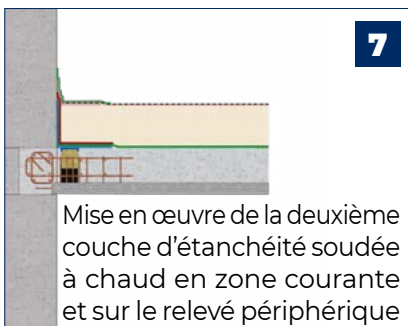 7
Mise en œuvre de la deuxième
couche d’étanchéité soudée
à chaud en zone courante
et sur le relevé périphérique